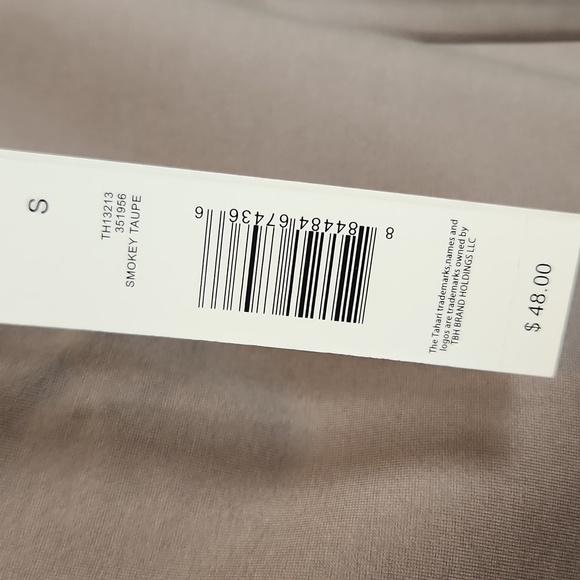 S
TH13213
351956
SMOKEY TAUPE
8 84484 67436 6
The Tahari trademarks,names and
logos are trademarks owned by
TBH BRAND HOLDINGS LLC
$ 48.00